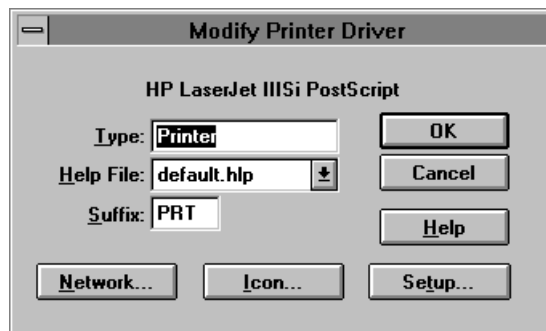 Modify Printer Driver
HP LaserJet IIISi PostScript
Type: Printer
OK
Help File: default.hlp
Cancel
Suffix: PRT
Help
Network... Icon... Setup...